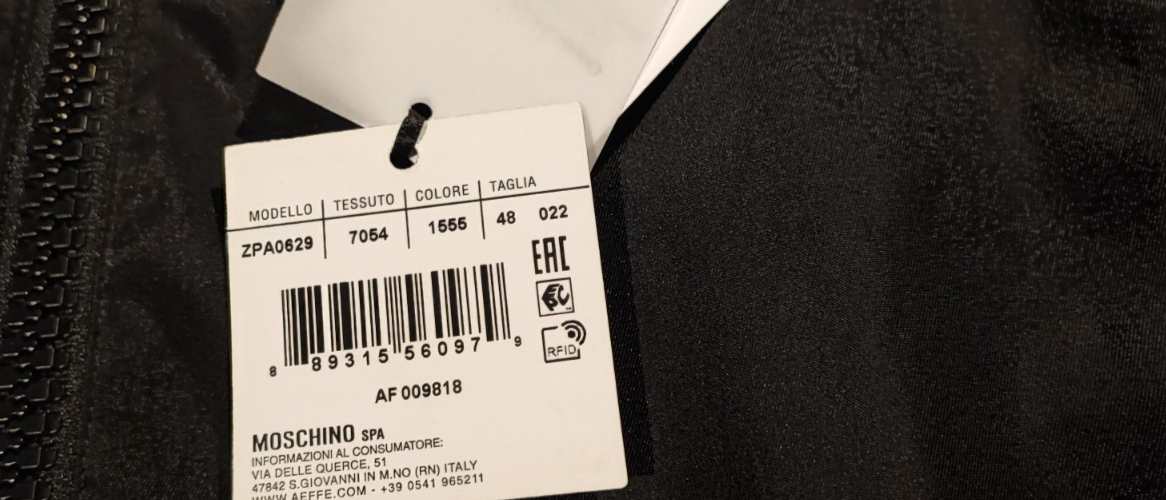 MODELLO TESSUTO COLORE TAGLIA
ZPA0629 7054 1555 48 022
EAC
RFID
8 89315 56097 9
AF 009818
MOSCHINO SPA
INFORMAZIONI AL CONSUMATORE:
VIA DELLE QUERCE, 51
47842 S.GIOVANNI IN M.NO (RN) ITALY
WWW.AEFFE.COM - +39 0541 965211